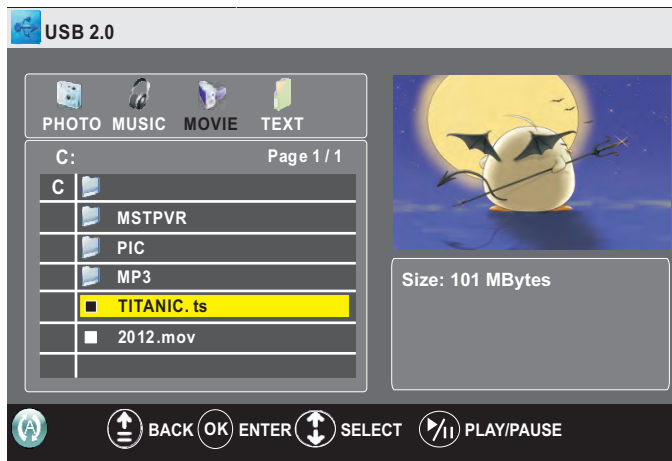 USB 2.0
PHOTO MUSIC MOVIE TEXT
C: Page 1 / 1
C
MSTPVR
PIC
MP3
TITANIC. ts
2012.mov
Size: 101 MBytes
A BACK OK ENTER SELECT PLAY/PAUSE